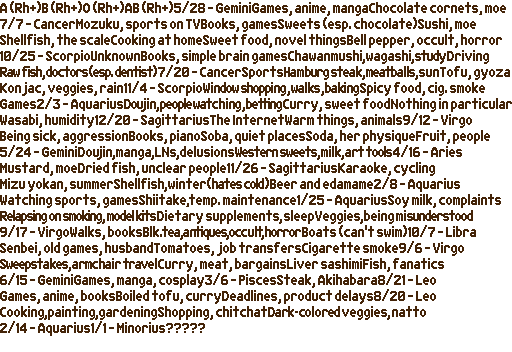 A (Rh+)B (Rh+)O (Rh+)AB (Rh+)5/28 - GeminiGames, anime, mangaChocolate cornets, moe
7/7 - CancerMozuku, sports on TVBooks, gamesSweets (esp. chocolate)Sushi, moe
Shellfish, the scaleCooking at homeSweet food, novel thingsBell pepper, occult, horror
10/25 - ScorpioUnknownBooks, simple brain gamesChawanmushi,wagashi,studyDriving
Raw fish,doctors (esp. dentist)7/20 - CancerSportsHamburg steak,meatballs,sunTofu, gyoza
Konjac, veggies, rain11/4 - ScorpioWindow shopping,walks,bakingSpicy food, cig. smoke
Games2/3 - AquariusDoujin,people watching,bettingCurry, sweet foodNothing in particular
Wasabi, humidity12/20 - SagittariusThe InternetWarm things, animals9/12 - Virgo
Being sick, aggressionBooks, pianoSoba, quiet placesSoda, her physiqueFruit, people
5/24 - GeminiDoujin,manga,LNs,delusionsWestern sweets,milk,art tools4/16 - Aries
Mustard, moeDried fish, unclear people11/26 - SagittariusKaraoke, cycling
Mizu yokan, summerShellfish,winter(hates cold)Beer and edamame2/8 - Aquarius
Watching sports, gamesShiitake,temp. maintenance1/25 - AquariusSoy milk, complaints
Relapsing on smoking, model kitsDietary supplements,sleepVeggies,being misunderstood
9/17 - VirgoWalks, booksBlk.tea,antiques,occult,horrorBoats (can't swim)10/7 - Libra
Senbei, old games, husbandTomatoes, job transfersCigarette smoke9/6 - Virgo
Sweepstakes,armchair travelCurry, meat, bargainsLiver sashimiFish, fanatics
6/15 - GeminiGames, manga, cosplay3/6 - PiscesSteak, Akihabara8/21 - Leo
Games, anime, booksBoiled tofu, curryDeadlines, product delays8/20 - Leo
Cooking,painting,gardeningShopping, chitchatDark-colored veggies,natto
2/14 - Aquarius1/1 - Minorius?????